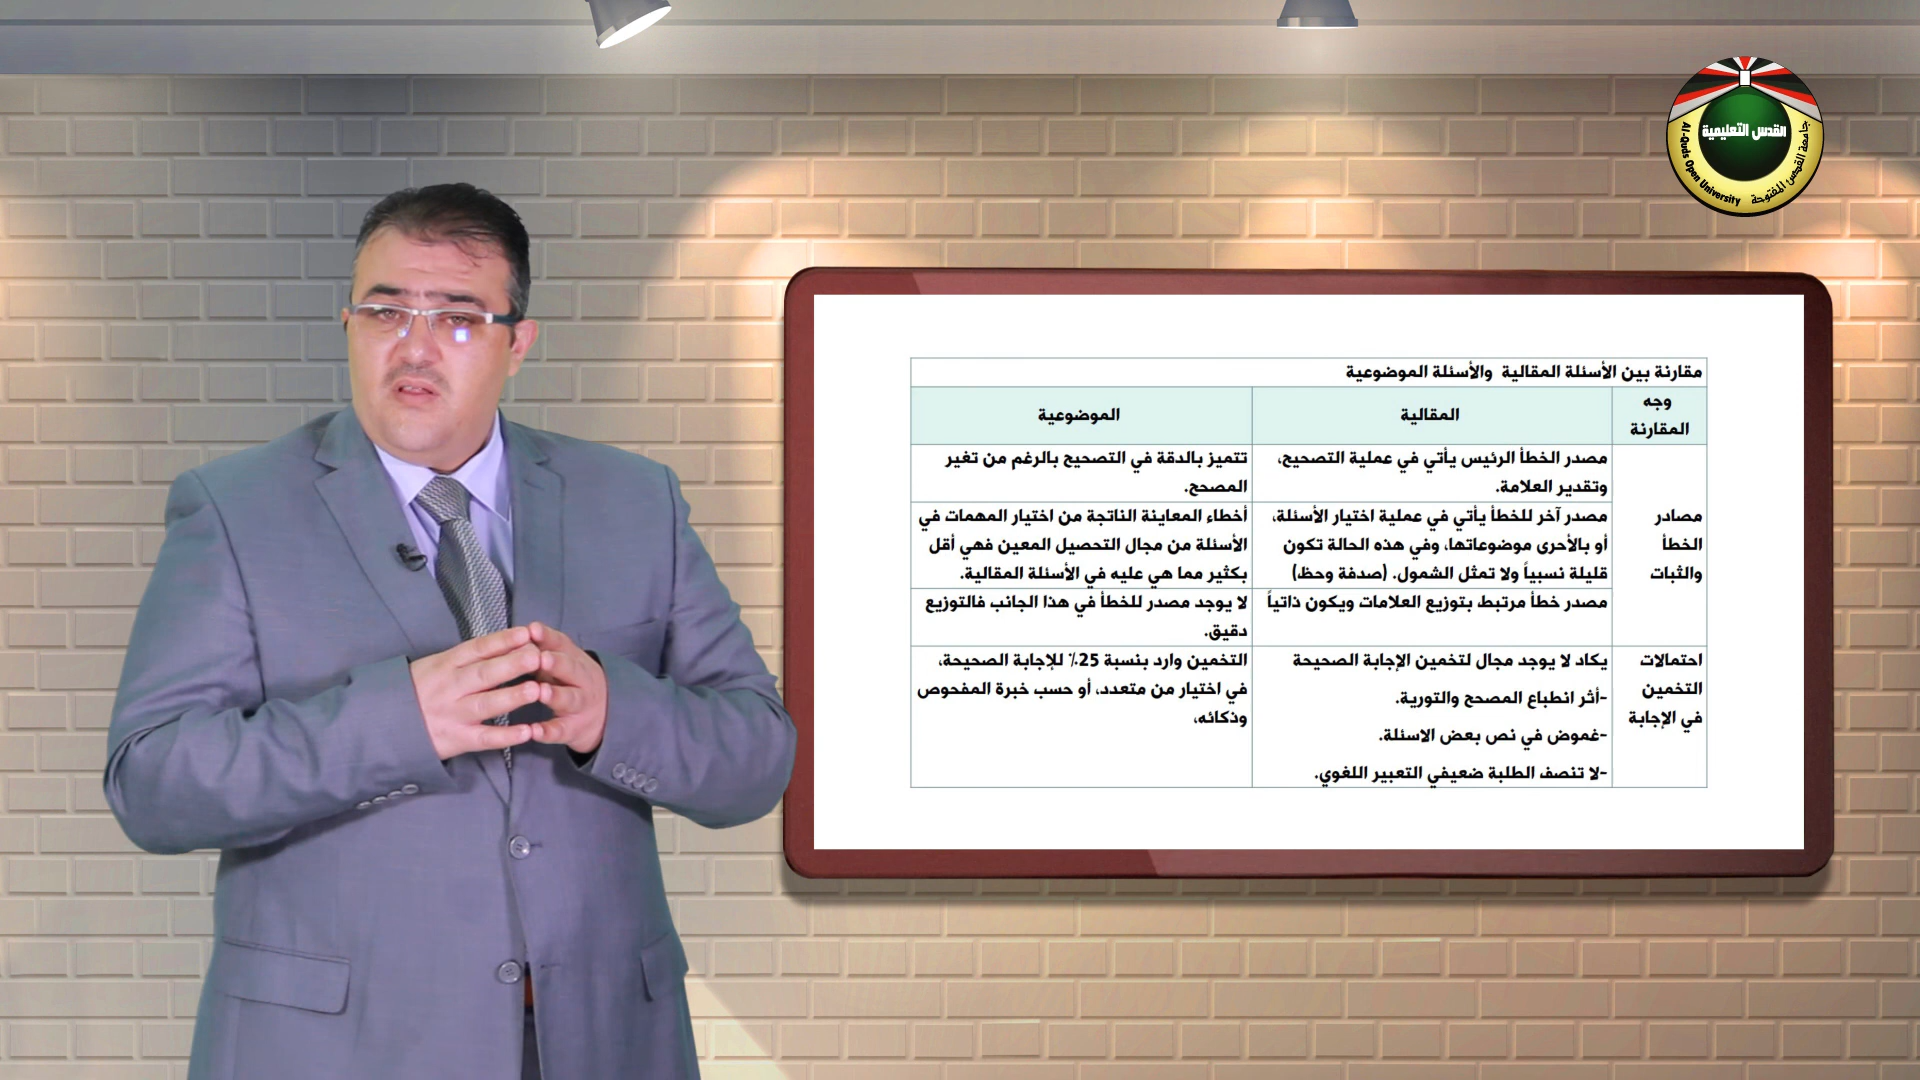 القدس التعليمية
جامعة القدس المفتوحة
Al-Quds Open University
مقارنة بين الأسئلة المقالية والأسئلة الموضوعية
وجه
المقارنة
المقالية
الموضوعية
مصادر
الخطأ
والثبات
مصدر الخطأ الرئيس يأتي في عملية التصحيح،
وتقدير العلامة.
تتميز بالدقة في التصحيح بالرغم من تغير
المصحح.
مصدر آخر للخطأ يأتي في عملية اختيار الأسئلة،
أو بالأحرى موضوعاتها، وفي هذه الحالة تكون
قليلة نسبياً ولا تمثل الشمول. (صدفة وحظ)
أخطاء المعاينة الناتجة من اختيار المهمات في
الأسئلة من مجال التحصيل المعين فهي أقل
بكثير مما هي عليه في الأسئلة المقالية.
مصدر خطأ مرتبط بتوزيع العلامات ويكون ذاتياً
لا يوجد مصدر للخطأ في هذا الجانب فالتوزيع
دقيق.
احتمالات
التخمين
في الإجابة
يكاد لا يوجد مجال لتخمين الإجابة الصحيحة
-أثر انطباع المصحح والتورية.
-غموض في نص بعض الاسئلة.
-لا تنصف الطلبة ضعيفي التعبير اللغوي.
التخمين وارد بنسبة 25٪ للإجابة الصحيحة،
في اختيار من متعدد، أو حسب خبرة المفحوص
وذكائه،